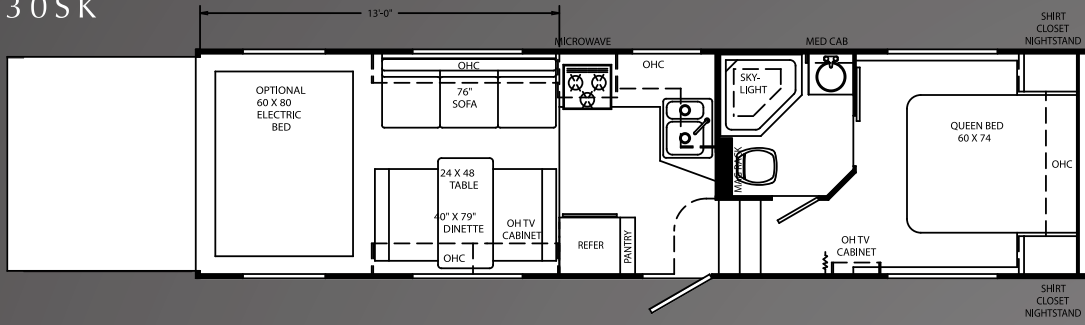 30SK
13'-0"
SHIRT
CLOSET
NIGHTSTAND
MICROWAVE
MED CAB
OHC
OHC
SKY-
LIGHT
OPTIONAL
60 X 80
ELECTRIC
BED
76"
SOFA
QUEEN BED
60 X 74
MAG RACK
OHC
24 X 48
TABLE
40" X 79"
DINETTE
OH TV
CABINET
OHC
REFER
PANTRY
OH TV
CABINET
SHIRT
CLOSET
NIGHTSTAND